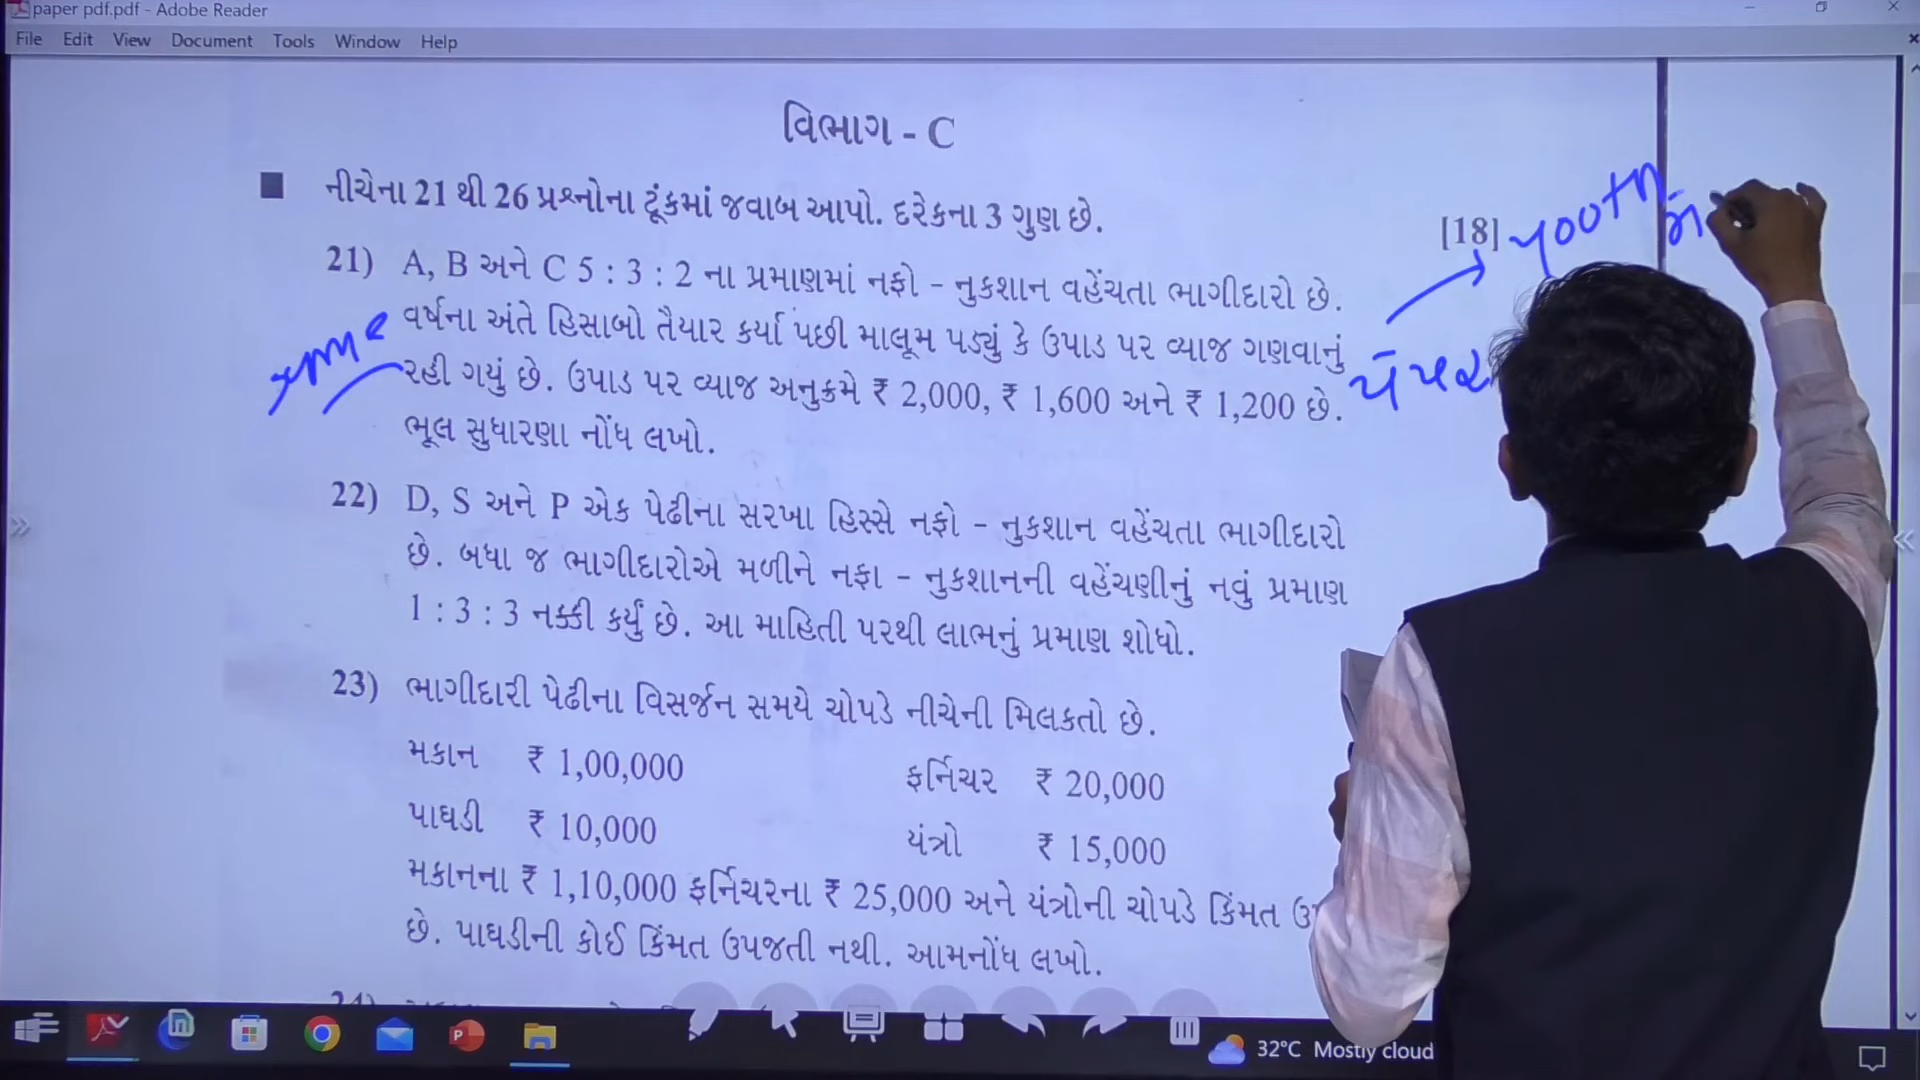 paper pdf.pdf - Adobe Reader
File Edit View Document Tools Window Help
વિભાગ - C
નીચેના 21 થી 26 પ્રશ્નોના ટૂંકમાં જવાબ આપો. દરેકના 3 ગુણ છે.
[18]
21) A, B અને C 5 : 3 : 2 ના પ્રમાણમાં નફો - નુકશાન વહેંચતા ભાગીદારો છે.
વર્ષના અંતે હિસાબો તૈયાર કર્યા પછી માલૂમ પડ્યું કે ઉપાડ પર વ્યાજ ગણવાનું
રહી ગયું છે. ઉપાડ પર વ્યાજ અનુક્રમે ₹ 2,000, ₹ 1,600 અને ₹ 1,200 છે.
ભૂલ સુધારણા નોંધ લખો.
22) D, S અને P એક પેઢીના સરખા હિસ્સે નફો - નુકશાન વહેંચતા ભાગીદારો
છે. બધા જ ભાગીદારોએ મળીને નફા - નુકશાનની વહેંચણીનું નવું પ્રમાણ
1 : 3 : 3 નક્કી કર્યું છે. આ માહિતી પરથી લાભનું પ્રમાણ શોધો.
23) ભાગીદારી પેઢીના વિસર્જન સમયે ચોપડે નીચેની મિલકતો છે.
મકાન ₹ 1,00,000 ફર્નિચર ₹ 20,000
પાઘડી ₹ 10,000 યંત્રો ₹ 15,000
મકાનના ₹ 1,10,000 ફર્નિચરના ₹ 25,000 અને યંત્રોની ચોપડે કિંમત
છે. પાઘડીની કોઈ કિંમત ઉપજતી નથી. આમનોંધ લખો.
32°C Mostly cloud